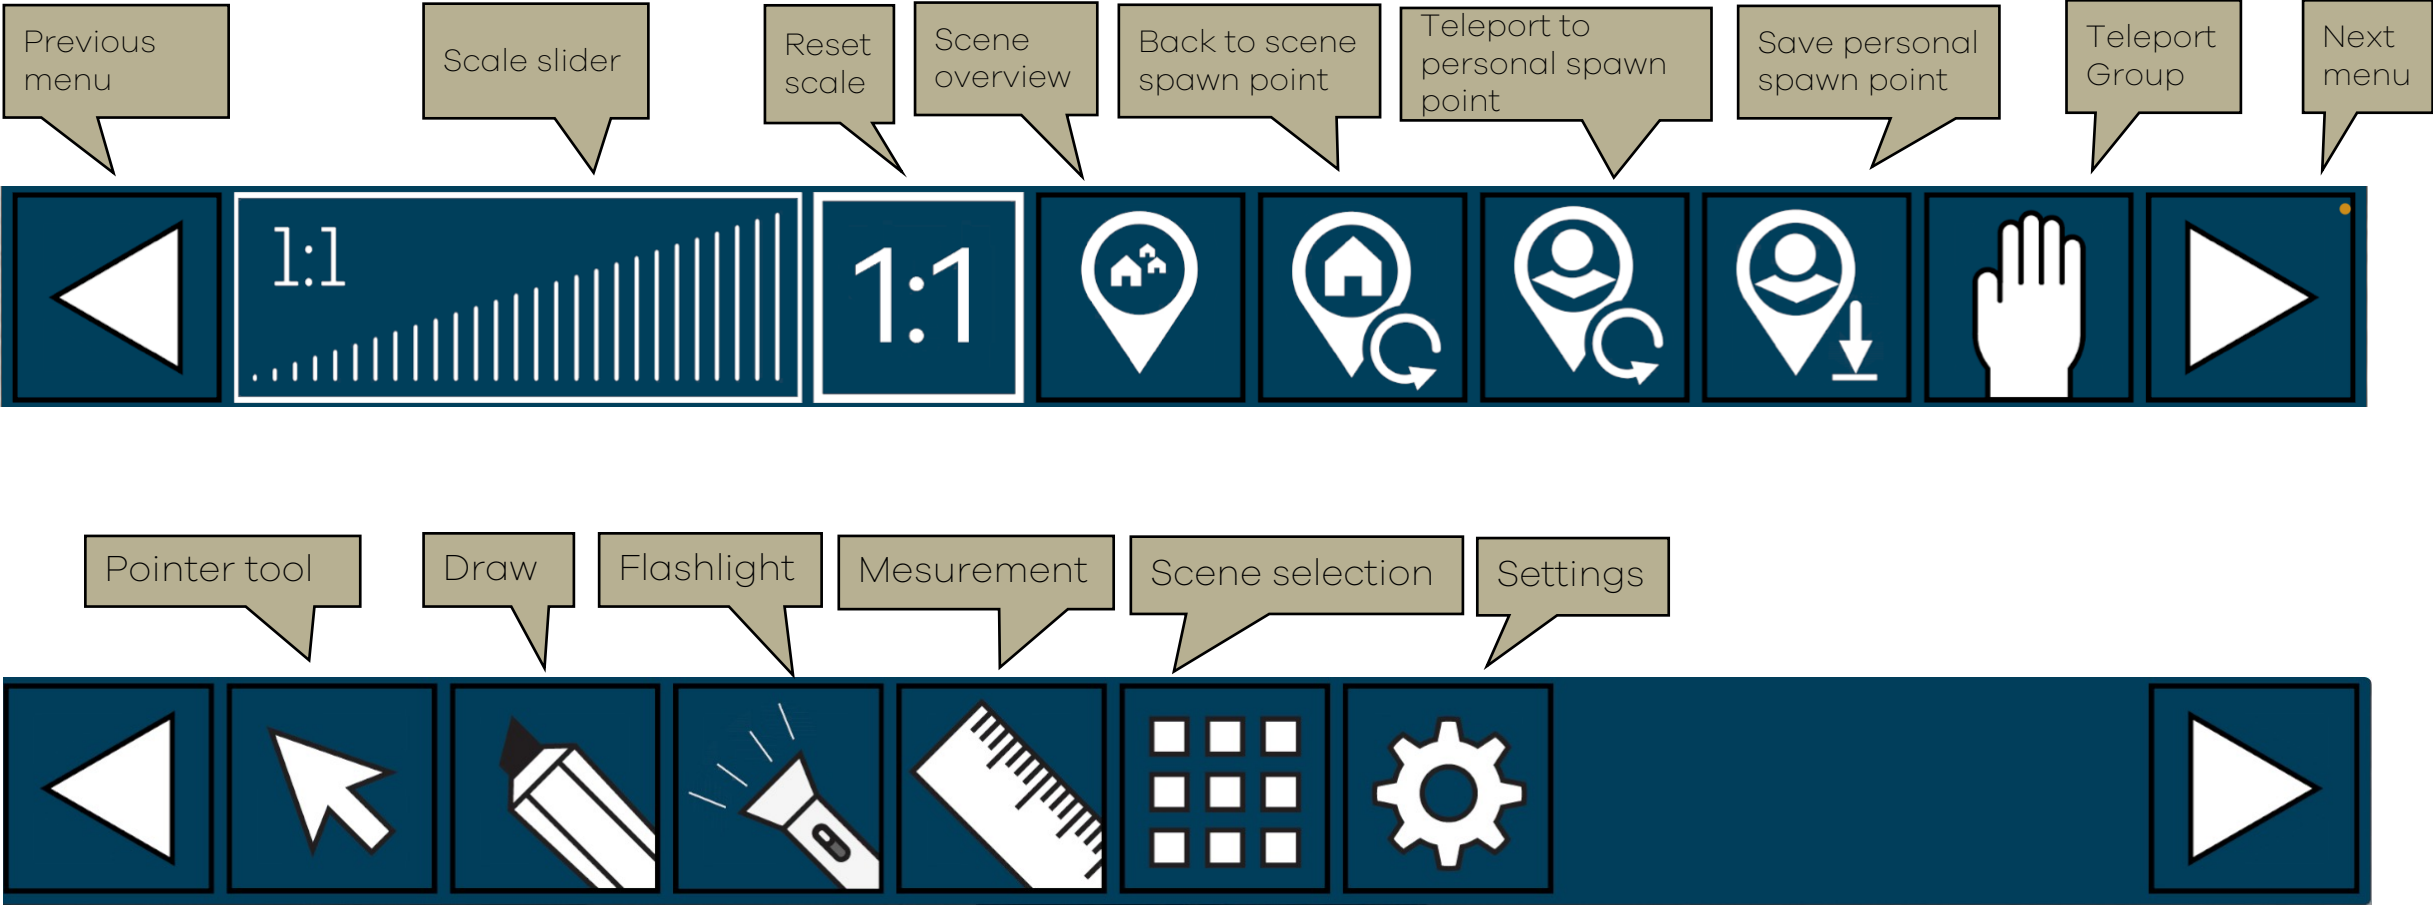 Previous
menu
Scale slider
Reset
scale
Scene
overview
Back to scene
spawn point
Teleport to
personal spawn
point
Save personal
spawn point
Teleport
Group
Next
menu
1:1
1:1
Pointer tool
Draw
Flashlight
Mesurement
Scene selection
Settings